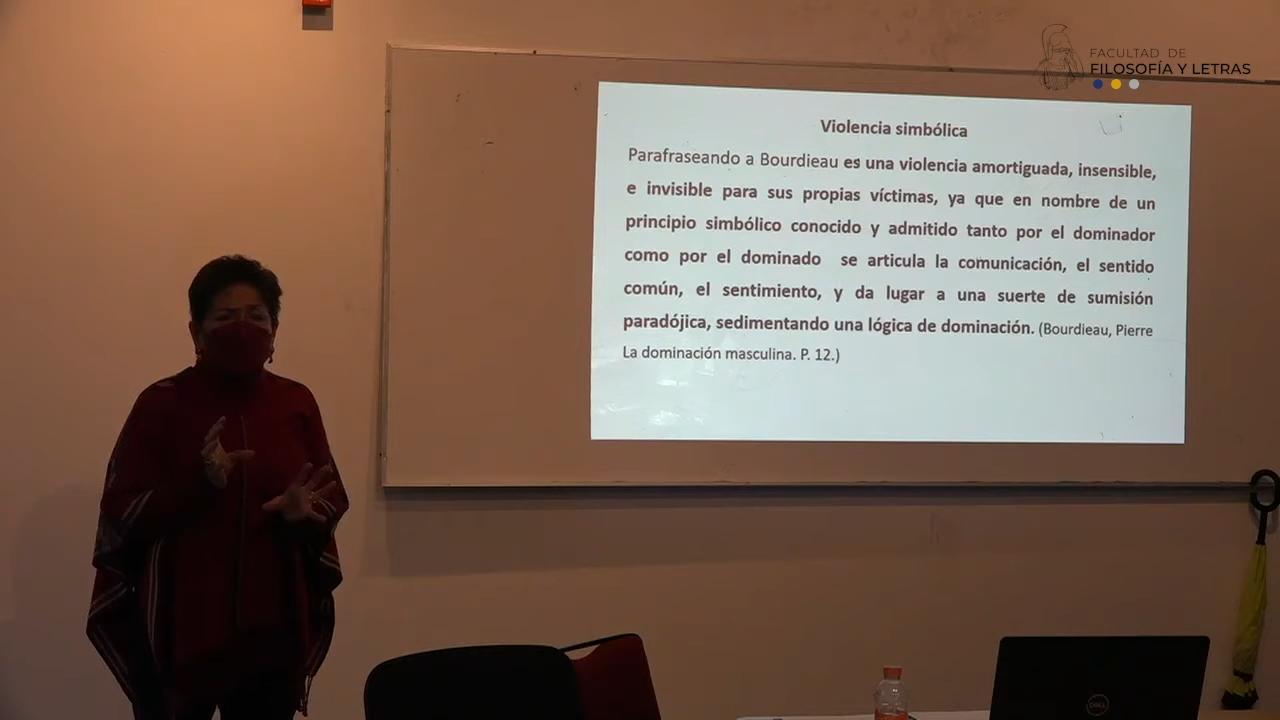 FACULTAD DE
FILOSOFÍA Y LETRAS
Violencia simbólica
Parafraseando a Bourdieau es una violencia amortiguada, insensible,
e invisible para sus propias víctimas, ya que en nombre de un
principio simbólico conocido y admitido tanto por el dominador
como por el dominado se articula la comunicación, el sentido
común, el sentimiento, y da lugar a una suerte de sumisión
paradójica, sedimentando una lógica de dominación. (Bourdieau, Pierre
La dominación masculina. P. 12.)
DELL